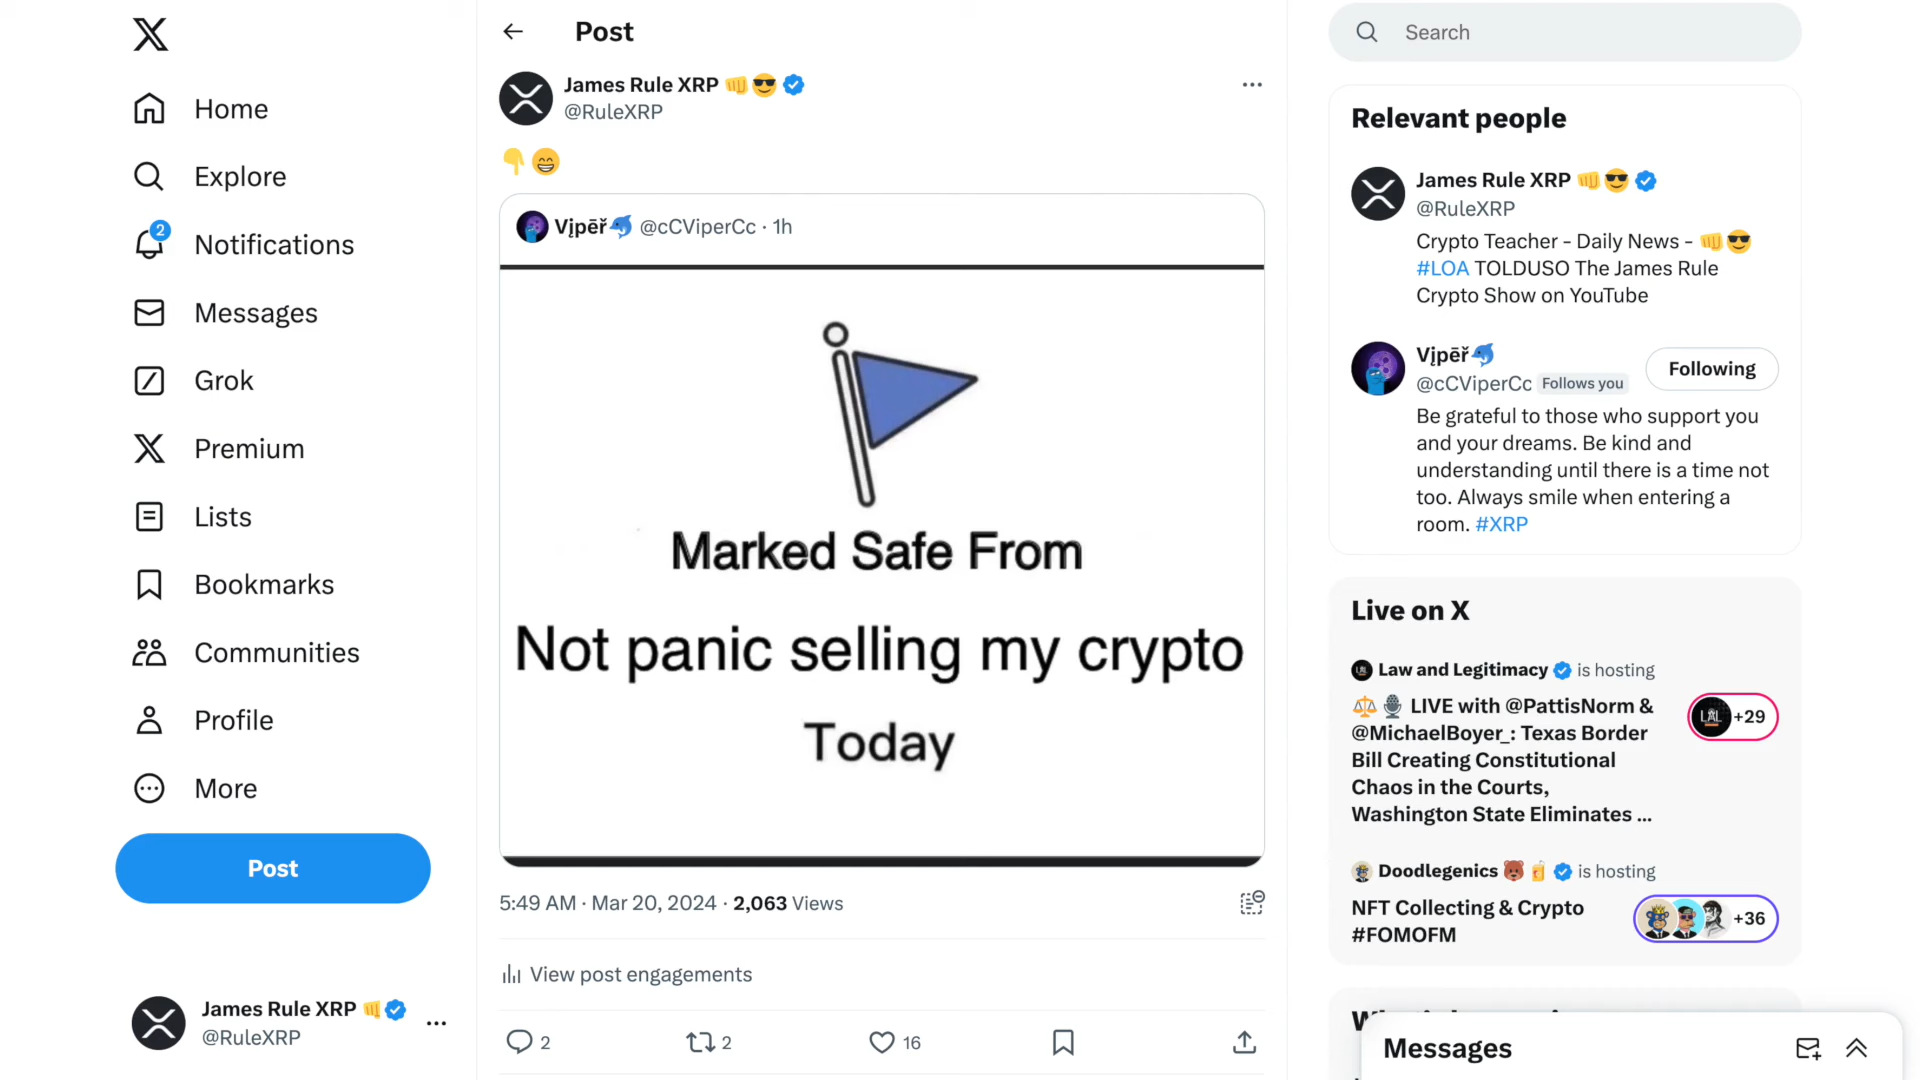 Home
Explore
2
Notifications
Messages
Grok
Premium
Lists
Bookmarks
Communities
Profile
More
Post
James Rule XRP 👊
@RuleXRP
Post
James Rule XRP 👊😎
@RuleXRP
👇😁
Vįpēř🐬 @cCViperCc · 1h
Marked Safe From
Not panic selling my crypto
Today
5:49 AM · Mar 20, 2024 · 2,063 Views
View post engagements
2
2
16
Search
Relevant people
James Rule XRP 👊😎
@RuleXRP
Crypto Teacher - Daily News - 👊😎
#LOA TOLDUSO The James Rule
Crypto Show on YouTube
Vįpēř🐬
@cCViperCc Follows you
Following
Be grateful to those who support you
and your dreams. Be kind and
understanding until there is a time not
too. Always smile when entering a
room. #XRP
Live on X
Law and Legitimacy is hosting
⚖️🎙️ LIVE with @PattisNorm &
@MichaelBoyer_: Texas Border
Bill Creating Constitutional
Chaos in the Courts,
Washington State Eliminates ...
LAL +29
Doodlegenics 🐻🍺 is hosting
NFT Collecting & Crypto
#FOMOFM
+36
Messages